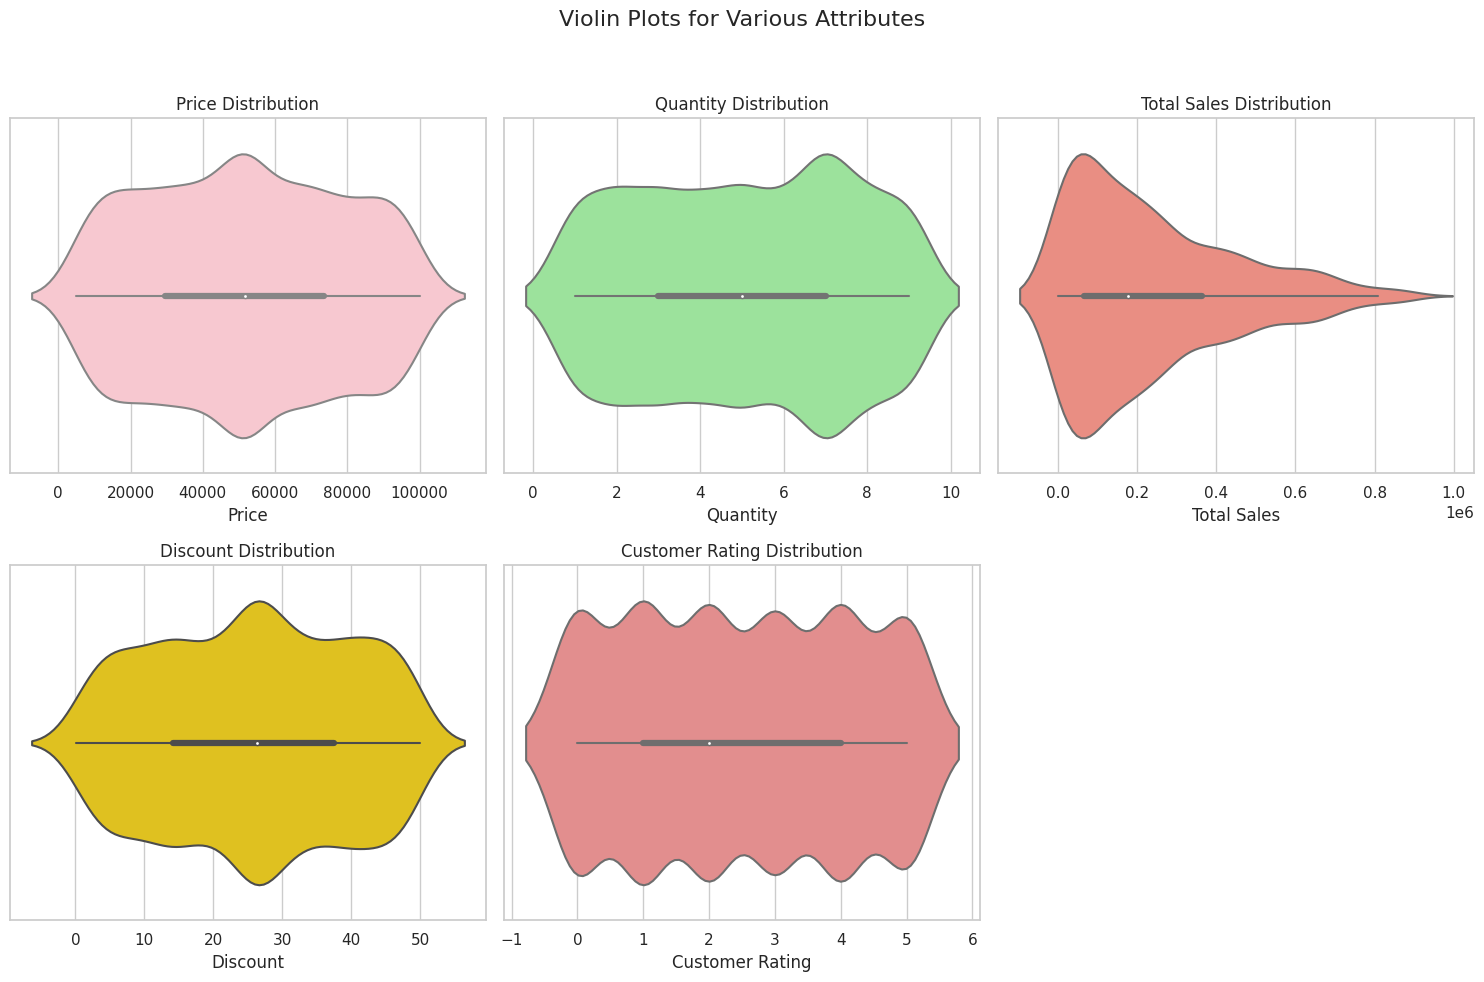 Violin Plots for Various Attributes
Price Distribution
0 20000 40000 60000 80000 100000
Price
Quantity Distribution
0 2 4 6 8 10
Quantity
Total Sales Distribution
0.0 0.2 0.4 0.6 0.8 1.0
1e6
Total Sales
Discount Distribution
0 10 20 30 40 50
Discount
Customer Rating Distribution
−1 0 1 2 3 4 5 6
Customer Rating